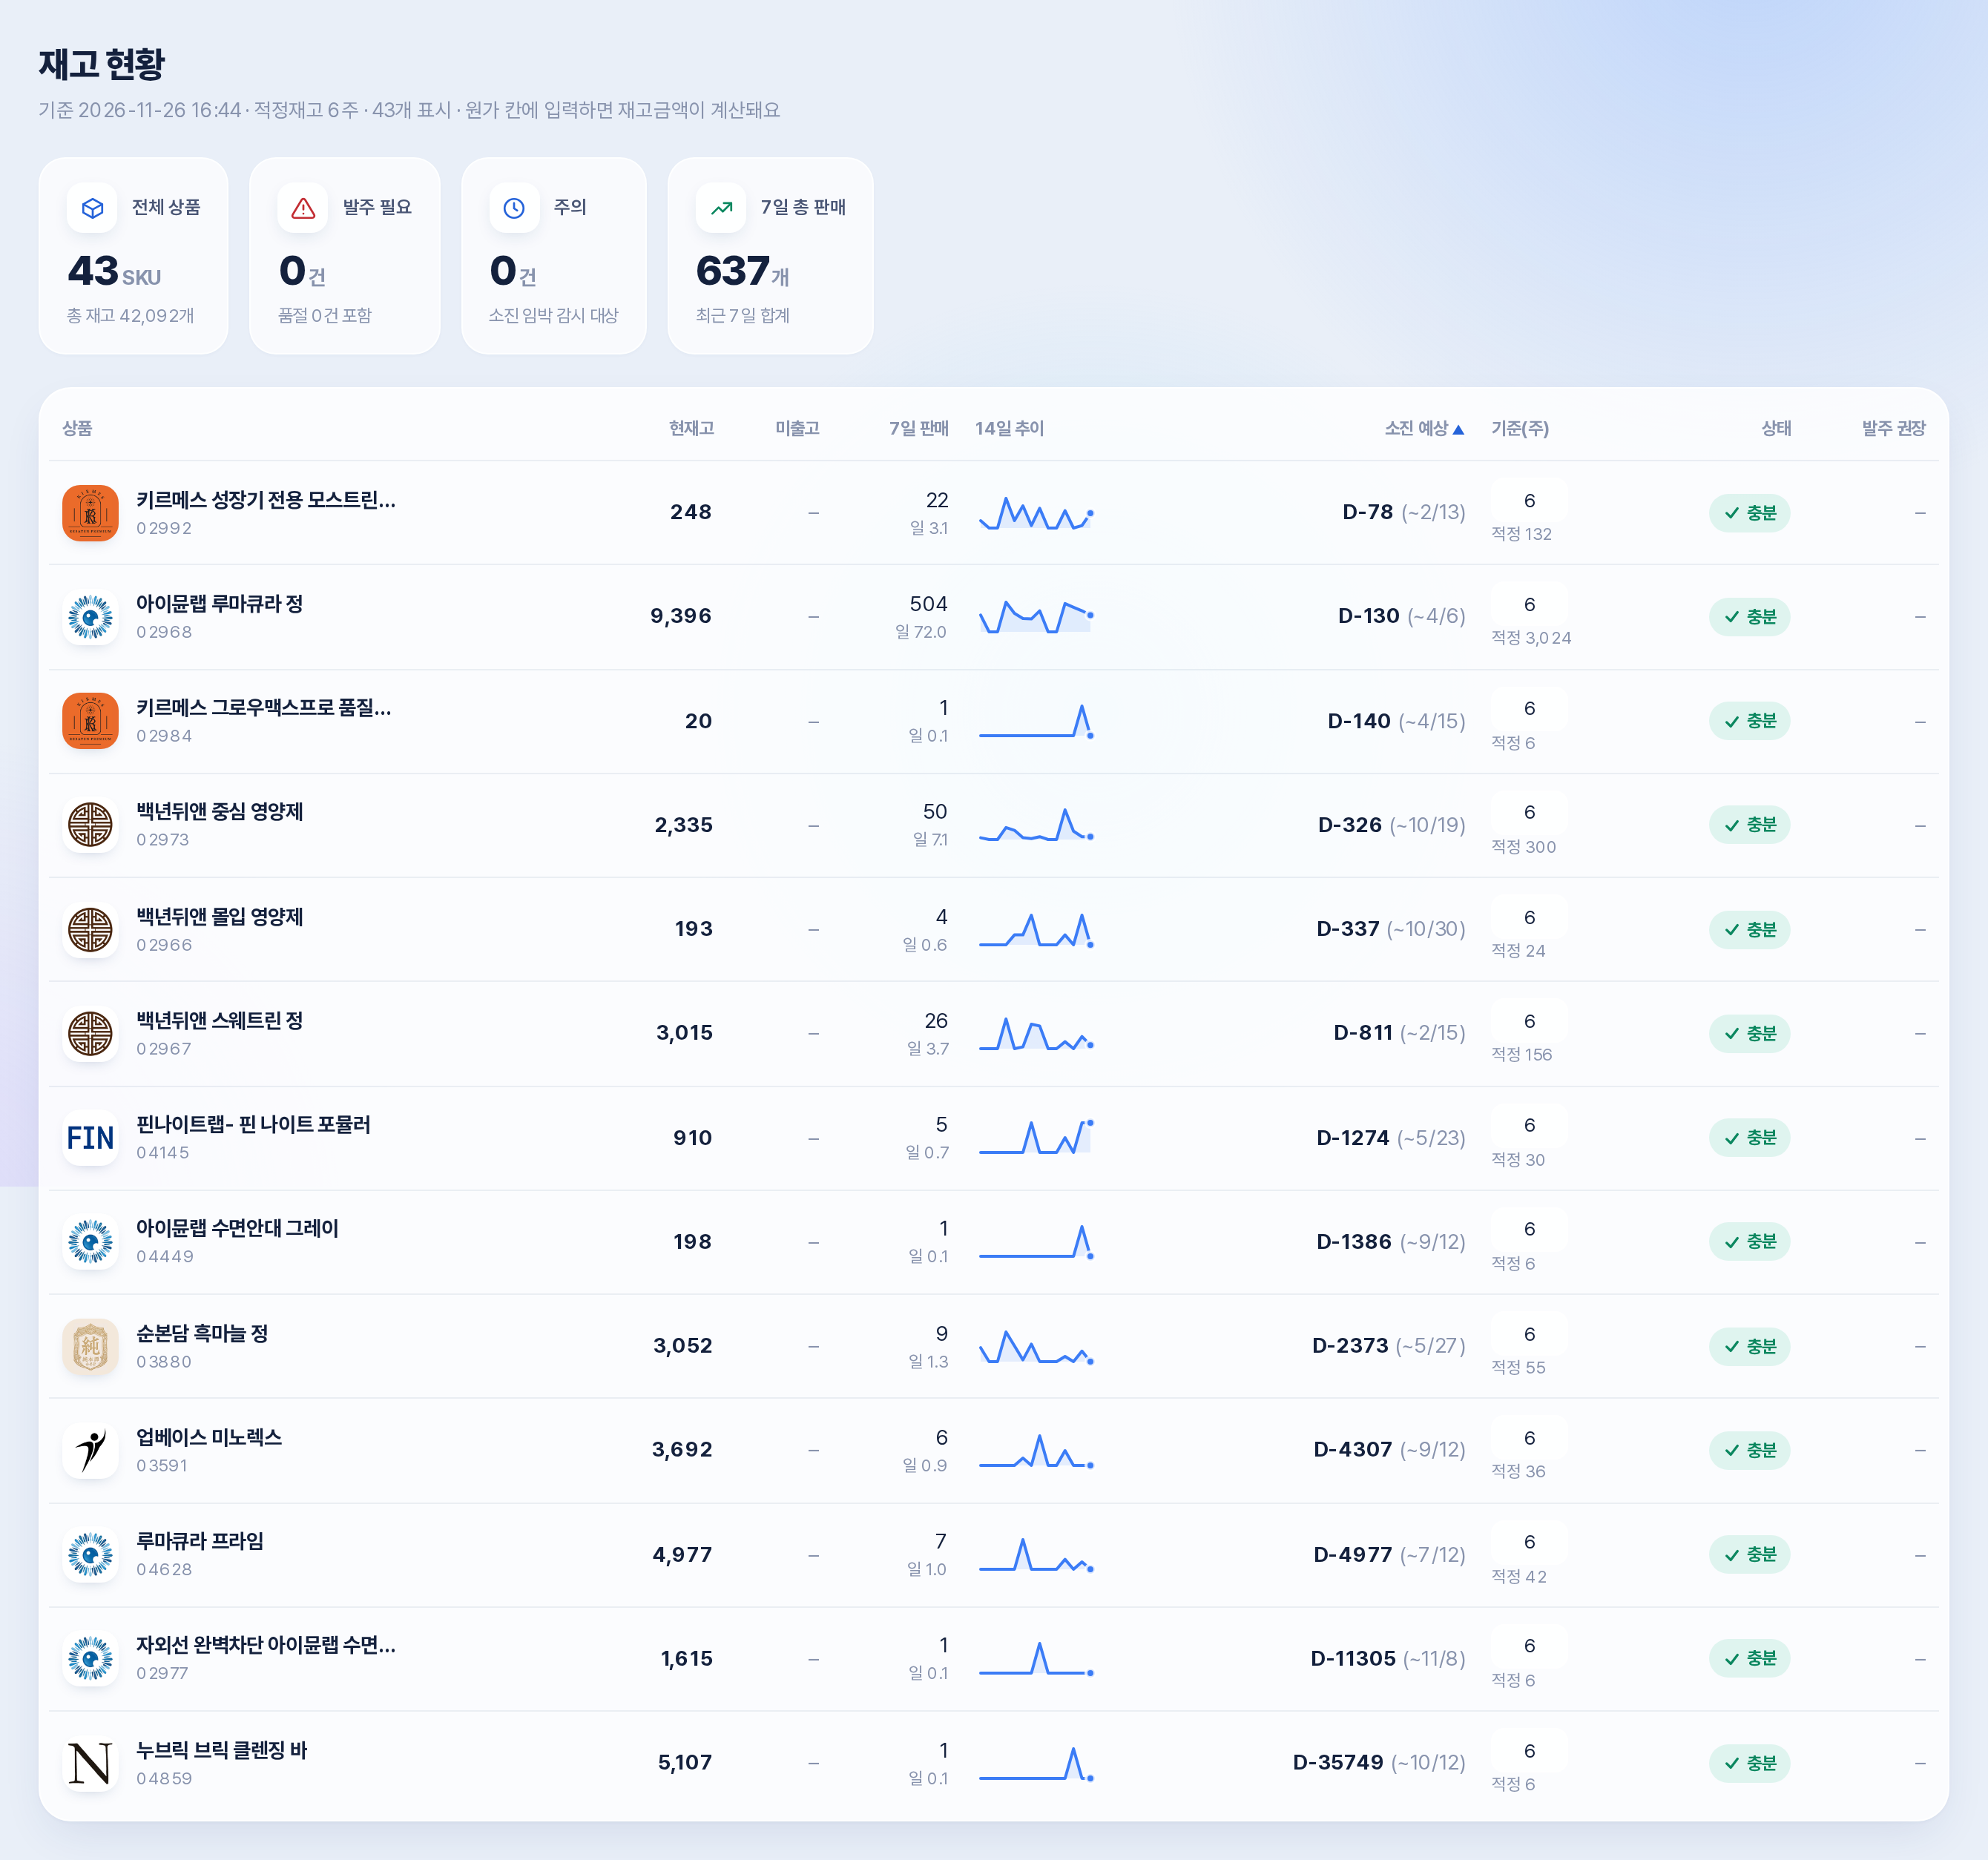 재고 현황
기준 2026-11-26 16:44 · 적정재고 6주 · 43개 표시 · 원가 칸에 입력하면 재고금액이 계산돼요
전체 상품
43 SKU
총 재고 42,092개
발주 필요
0건
품절 0건 포함
주의
0건
소진 임박 감시 대상
7일 총 판매
637개
최근 7일 합계
상품 현재고 미출고 7일 판매 14일 추이 소진 예상 ▲ 기준(주) 상태 발주 권장
키르메스 성장기 전용 모스트린... 248 – 22 D-78 (~2/13) 6 충분 –
02992 일 3.1 적정 132
아이뮨랩 루마큐라 정 9,396 – 504 D-130 (~4/6) 6 충분 –
02968 일 72.0 적정 3,024
키르메스 그로우맥스프로 품질... 20 – 1 D-140 (~4/15) 6 충분 –
02984 일 0.1 적정 6
백년뒤앤 중심 영양제 2,335 – 50 D-326 (~10/19) 6 충분 –
02973 일 7.1 적정 300
백년뒤앤 몰입 영양제 193 – 4 D-337 (~10/30) 6 충분 –
02966 일 0.6 적정 24
백년뒤앤 스웨트린 정 3,015 – 26 D-811 (~2/15) 6 충분 –
02967 일 3.7 적정 156
FIN 핀나이트랩- 핀 나이트 포뮬러 910 – 5 D-1274 (~5/23) 6 충분 –
04145 일 0.7 적정 30
아이뮨랩 수면안대 그레이 198 – 1 D-1386 (~9/12) 6 충분 –
04449 일 0.1 적정 6
純 순본담 흑마늘 정 3,052 – 9 D-2373 (~5/27) 6 충분 –
03880 일 1.3 적정 55
업베이스 미노렉스 3,692 – 6 D-4307 (~9/12) 6 충분 –
03591 일 0.9 적정 36
루마큐라 프라임 4,977 – 7 D-4977 (~7/12) 6 충분 –
04628 일 1.0 적정 42
자외선 완벽차단 아이뮨랩 수면... 1,615 – 1 D-11305 (~11/8) 6 충분 –
02977 일 0.1 적정 6
N 누브릭 브릭 클렌징 바 5,107 – 1 D-35749 (~10/12) 6 충분 –
04859 일 0.1 적정 6